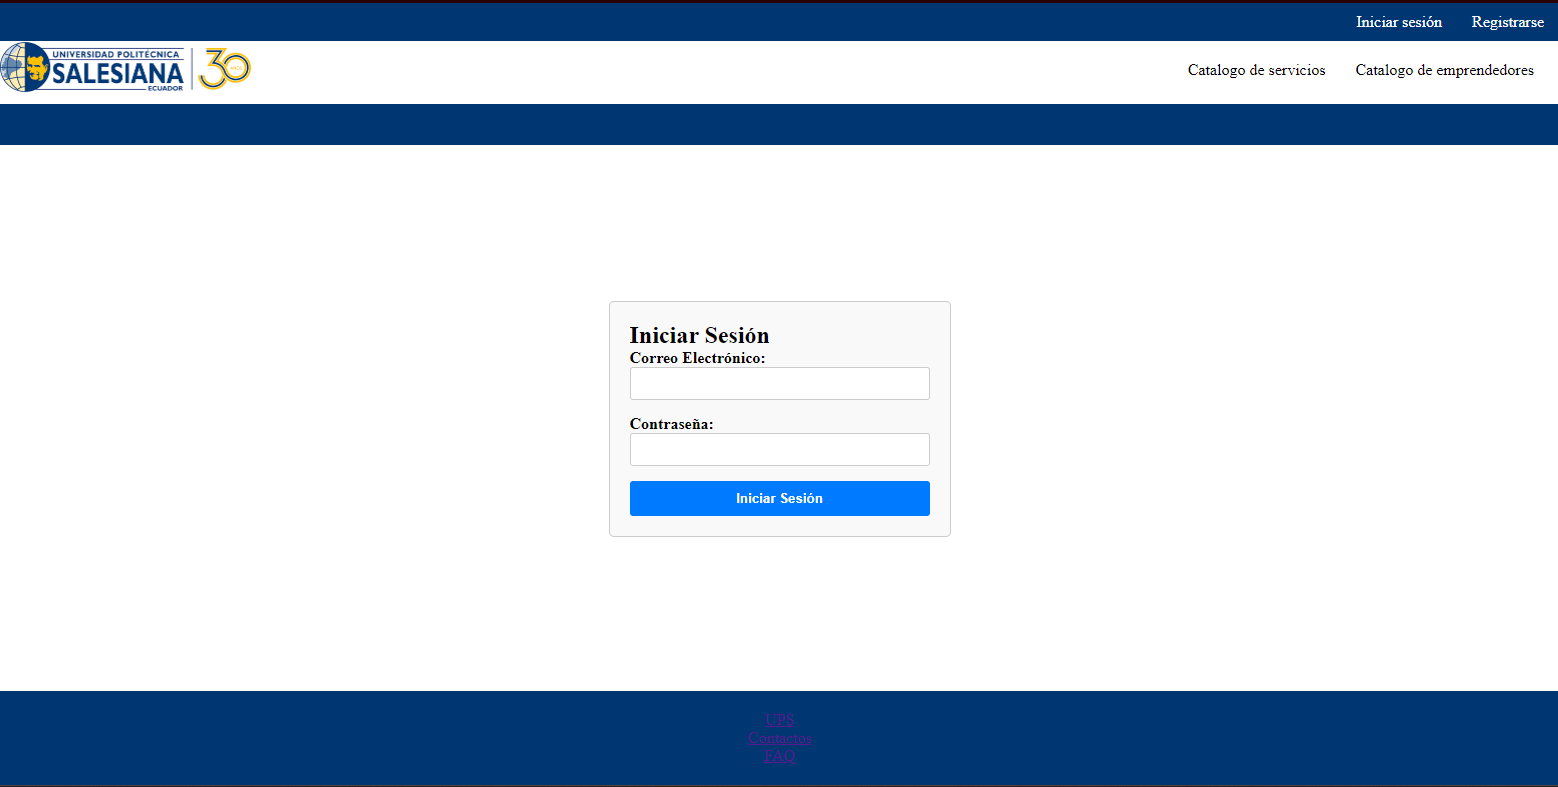 Iniciar sesión Registrarse
UNIVERSIDAD POLITÉCNICA
SALESIANA
ECUADOR
30
Catalogo de servicios Catalogo de emprendedores
Iniciar Sesión
Correo Electrónico:
Contraseña:
Iniciar Sesión
UPS
Contactos
FAQ